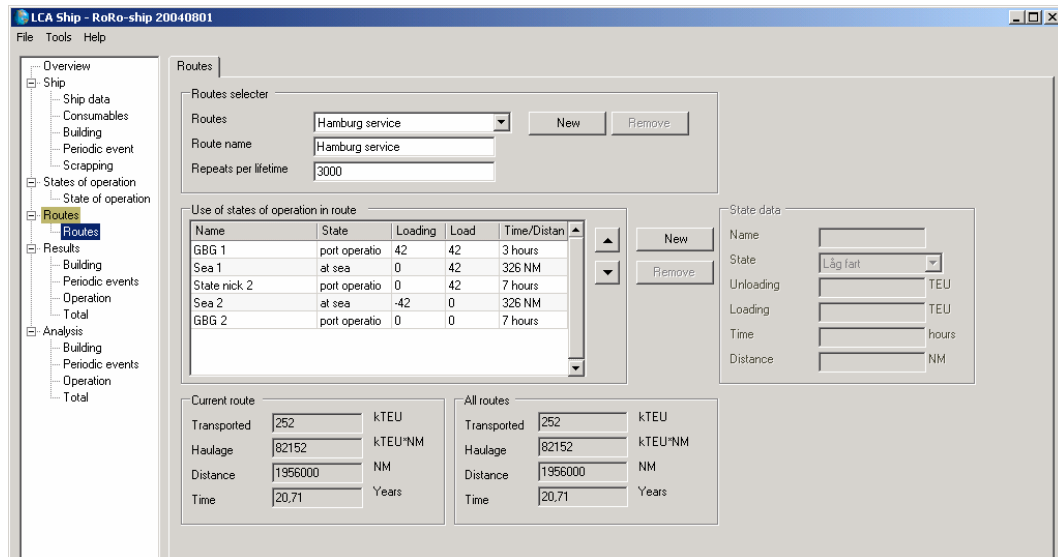 LCA Ship - RoRo-ship 20040801
File Tools Help
Overview
Ship
Ship data
Consumables
Building
Periodic event
Scrapping
States of operation
State of operation
Routes
Routes
Results
Building
Periodic events
Operation
Total
Analysis
Building
Periodic events
Operation
Total
Routes
Routes selecter
Routes Hamburg service New Remove
Route name Hamburg service
Repeats per lifetime 3000
Use of states of operation in route
Name State Loading Load Time/Distan
GBG 1 port operatio 42 42 3 hours
Sea 1 at sea 0 42 326 NM
State nick 2 port operatio 0 42 7 hours
Sea 2 at sea -42 0 326 NM
GBG 2 port operatio 0 0 7 hours
New
Remove
State data
Name
State Låg fart
Unloading TEU
Loading TEU
Time hours
Distance NM
Current route
Transported 252 kTEU
Haulage 82152 kTEU*NM
Distance 1956000 NM
Time 20,71 Years
All routes
Transported 252 kTEU
Haulage 82152 kTEU*NM
Distance 1956000 NM
Time 20,71 Years